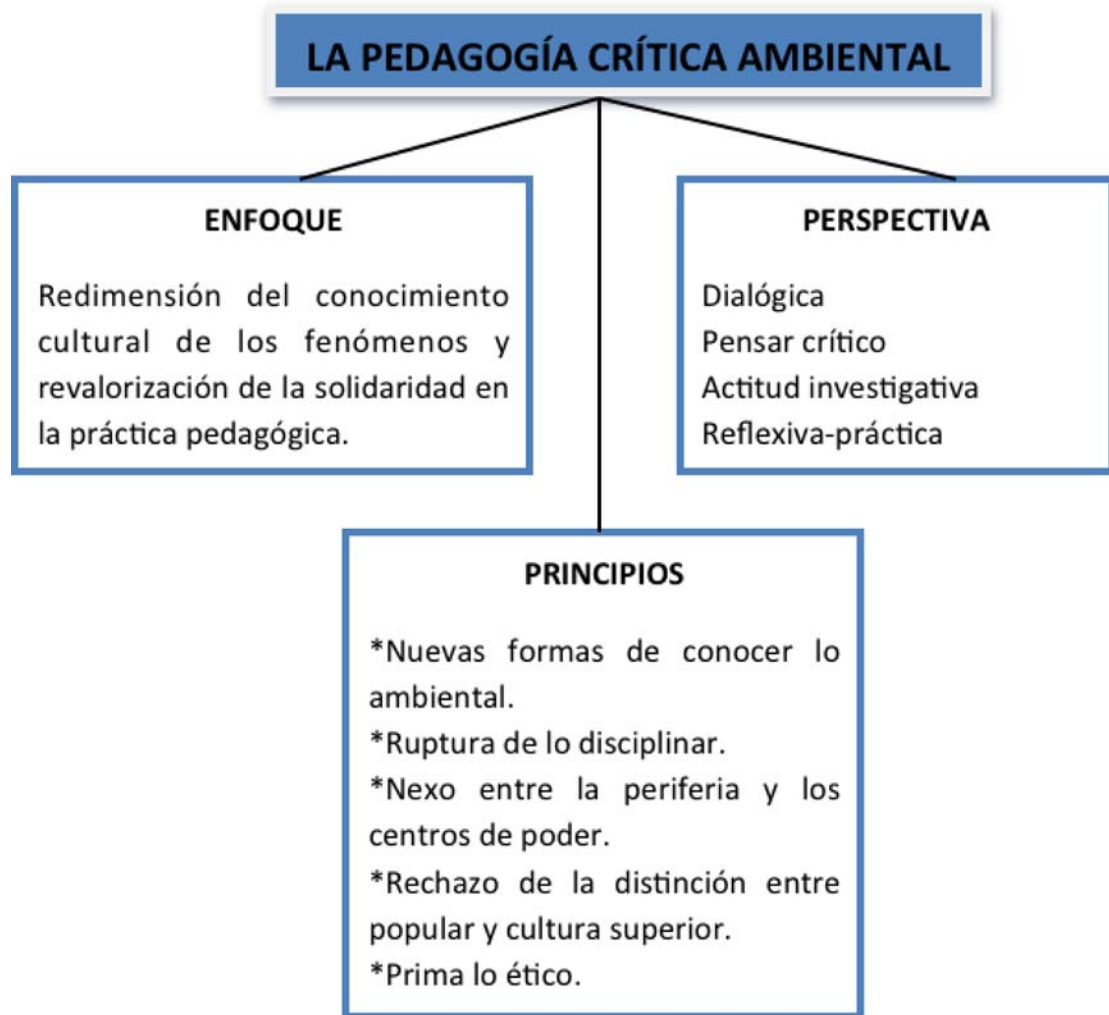 LA PEDAGOGÍA CRÍTICA AMBIENTAL
ENFOQUE
Redimensión del conocimiento
cultural de los fenómenos y
revalorización de la solidaridad en
la práctica pedagógica.
PERSPECTIVA
Dialógica
Pensar crítico
Actitud investigativa
Reflexiva-práctica
PRINCIPIOS
*Nuevas formas de conocer lo
ambiental.
*Ruptura de lo disciplinar.
*Nexo entre la periferia y los
centros de poder.
*Rechazo de la distinción entre
popular y cultura superior.
*Prima lo ético.